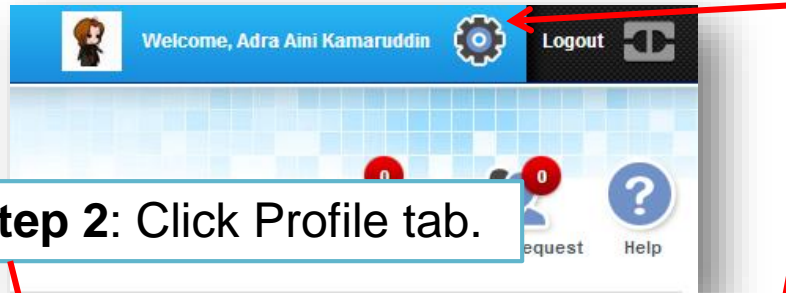 Welcome, Adra Aini Kamaruddin Logout
0 0
tep 2: Click Profile tab.
equest Help